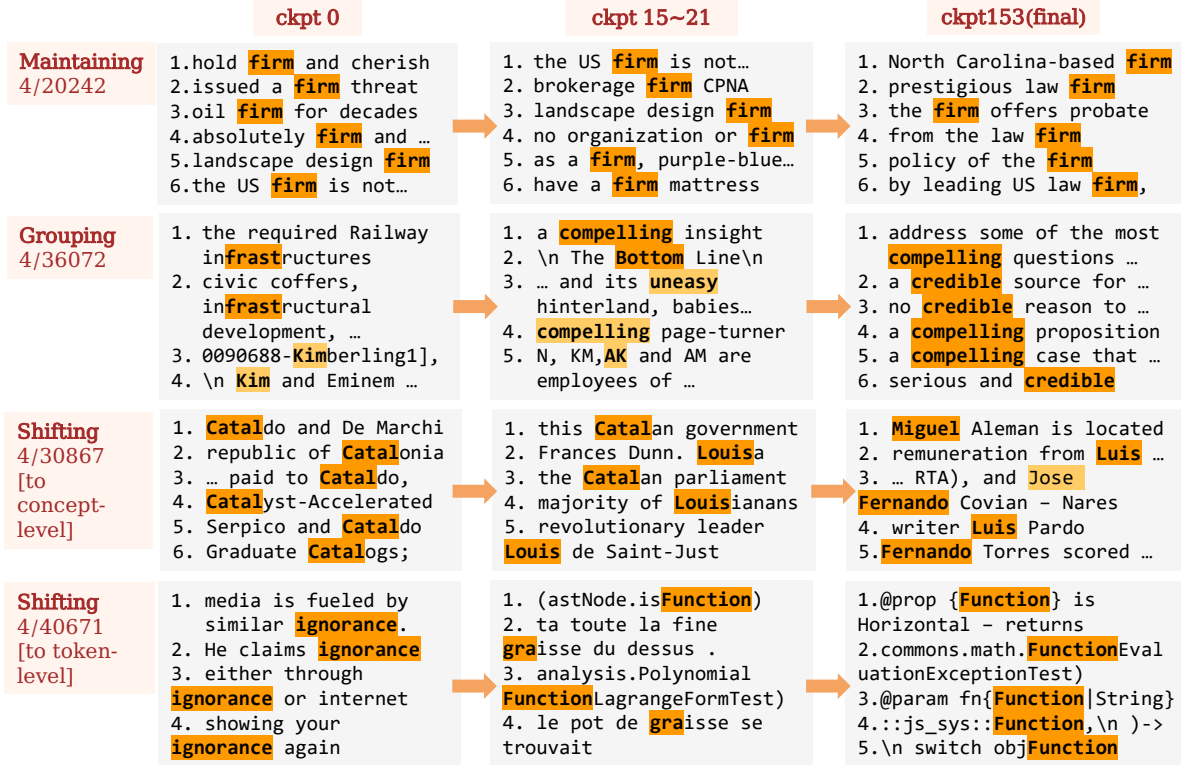 ckpt 0
ckpt 15~21
ckpt153(final)
Maintaining
4/20242
1.hold firm and cherish
2.issued a firm threat
3.oil firm for decades
4.absolutely firm and …
5.landscape design firm
6.the US firm is not…
1. the US firm is not…
2. brokerage firm CPNA
3. landscape design firm
4. no organization or firm
5. as a firm, purple-blue…
6. have a firm mattress
1. North Carolina-based firm
2. prestigious law firm
3. the firm offers probate
4. from the law firm
5. policy of the firm
6. by leading US law firm,
Grouping
4/36072
1. the required Railway
infrastructures
2. civic coffers,
infrastructural
development, …
3. 0090688-Kimberling1],
4. \n Kim and Eminem …
1. a compelling insight
2. \n The Bottom Line\n
3. … and its uneasy
hinterland, babies…
4. compelling page-turner
5. N, KM,AK and AM are
employees of …
1. address some of the most
compelling questions …
2. a credible source for …
3. no credible reason to …
4. a compelling proposition
5. a compelling case that …
6. serious and credible
Shifting
4/30867
[to
concept-
level]
1. Cataldo and De Marchi
2. republic of Catalonia
3. … paid to Cataldo,
4. Catalyst-Accelerated
5. Serpico and Cataldo
6. Graduate Catalogs;
1. this Catalan government
2. Frances Dunn. Louisa
3. the Catalan parliament
4. majority of Louisianans
5. revolutionary leader
Louis de Saint-Just
1. Miguel Aleman is located
2. remuneration from Luis …
3. … RTA), and Jose
Fernando Covian – Nares
4. writer Luis Pardo
5.Fernando Torres scored …
Shifting
4/40671
[to token-
level]
1. media is fueled by
similar ignorance.
2. He claims ignorance
3. either through
ignorance or internet
4. showing your
ignorance again
1. (astNode.isFunction)
2. ta toute la fine
graisse du dessus .
3. analysis.Polynomial
FunctionLagrangeFormTest)
4. le pot de graisse se
trouvait
1.@prop {Function} is
Horizontal – returns
2.commons.math.FunctionEval
uationExceptionTest)
3.@param fn{Function|String}
4.::js_sys::Function,\n )->
5.\n switch objFunction